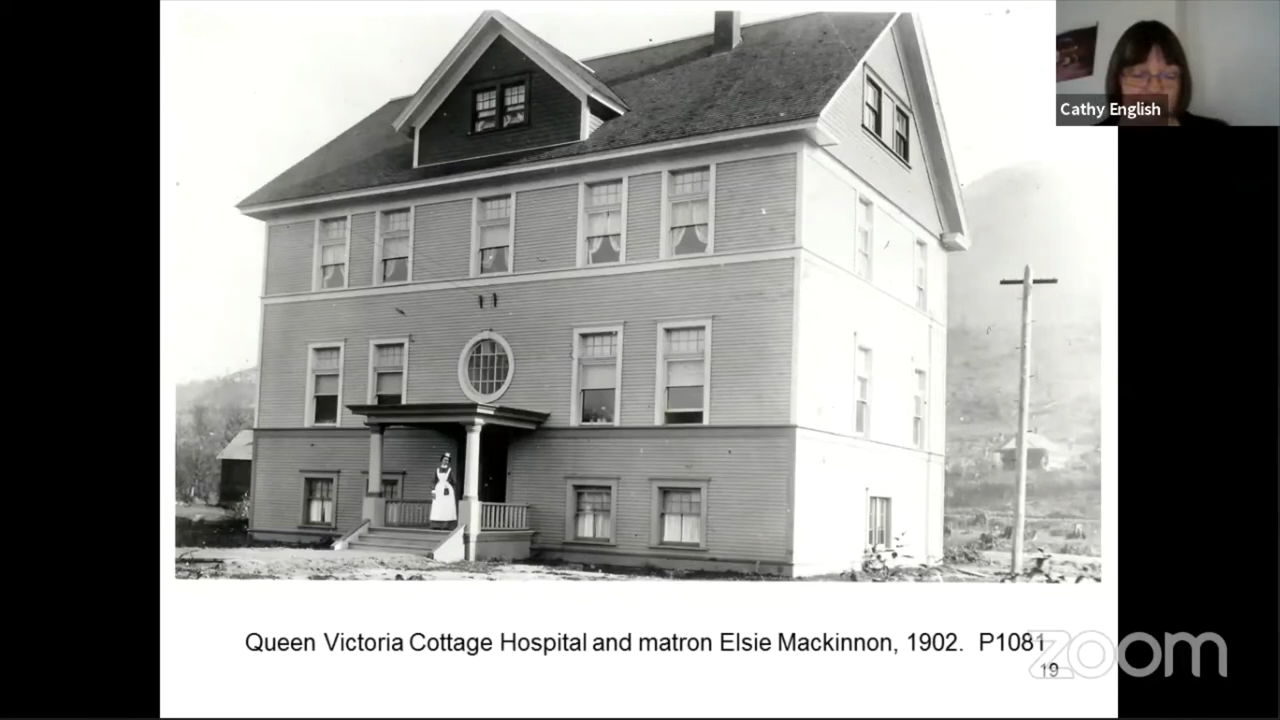 Cathy English
Queen Victoria Cottage Hospital and matron Elsie Mackinnon, 1902. P1081
19
zoom